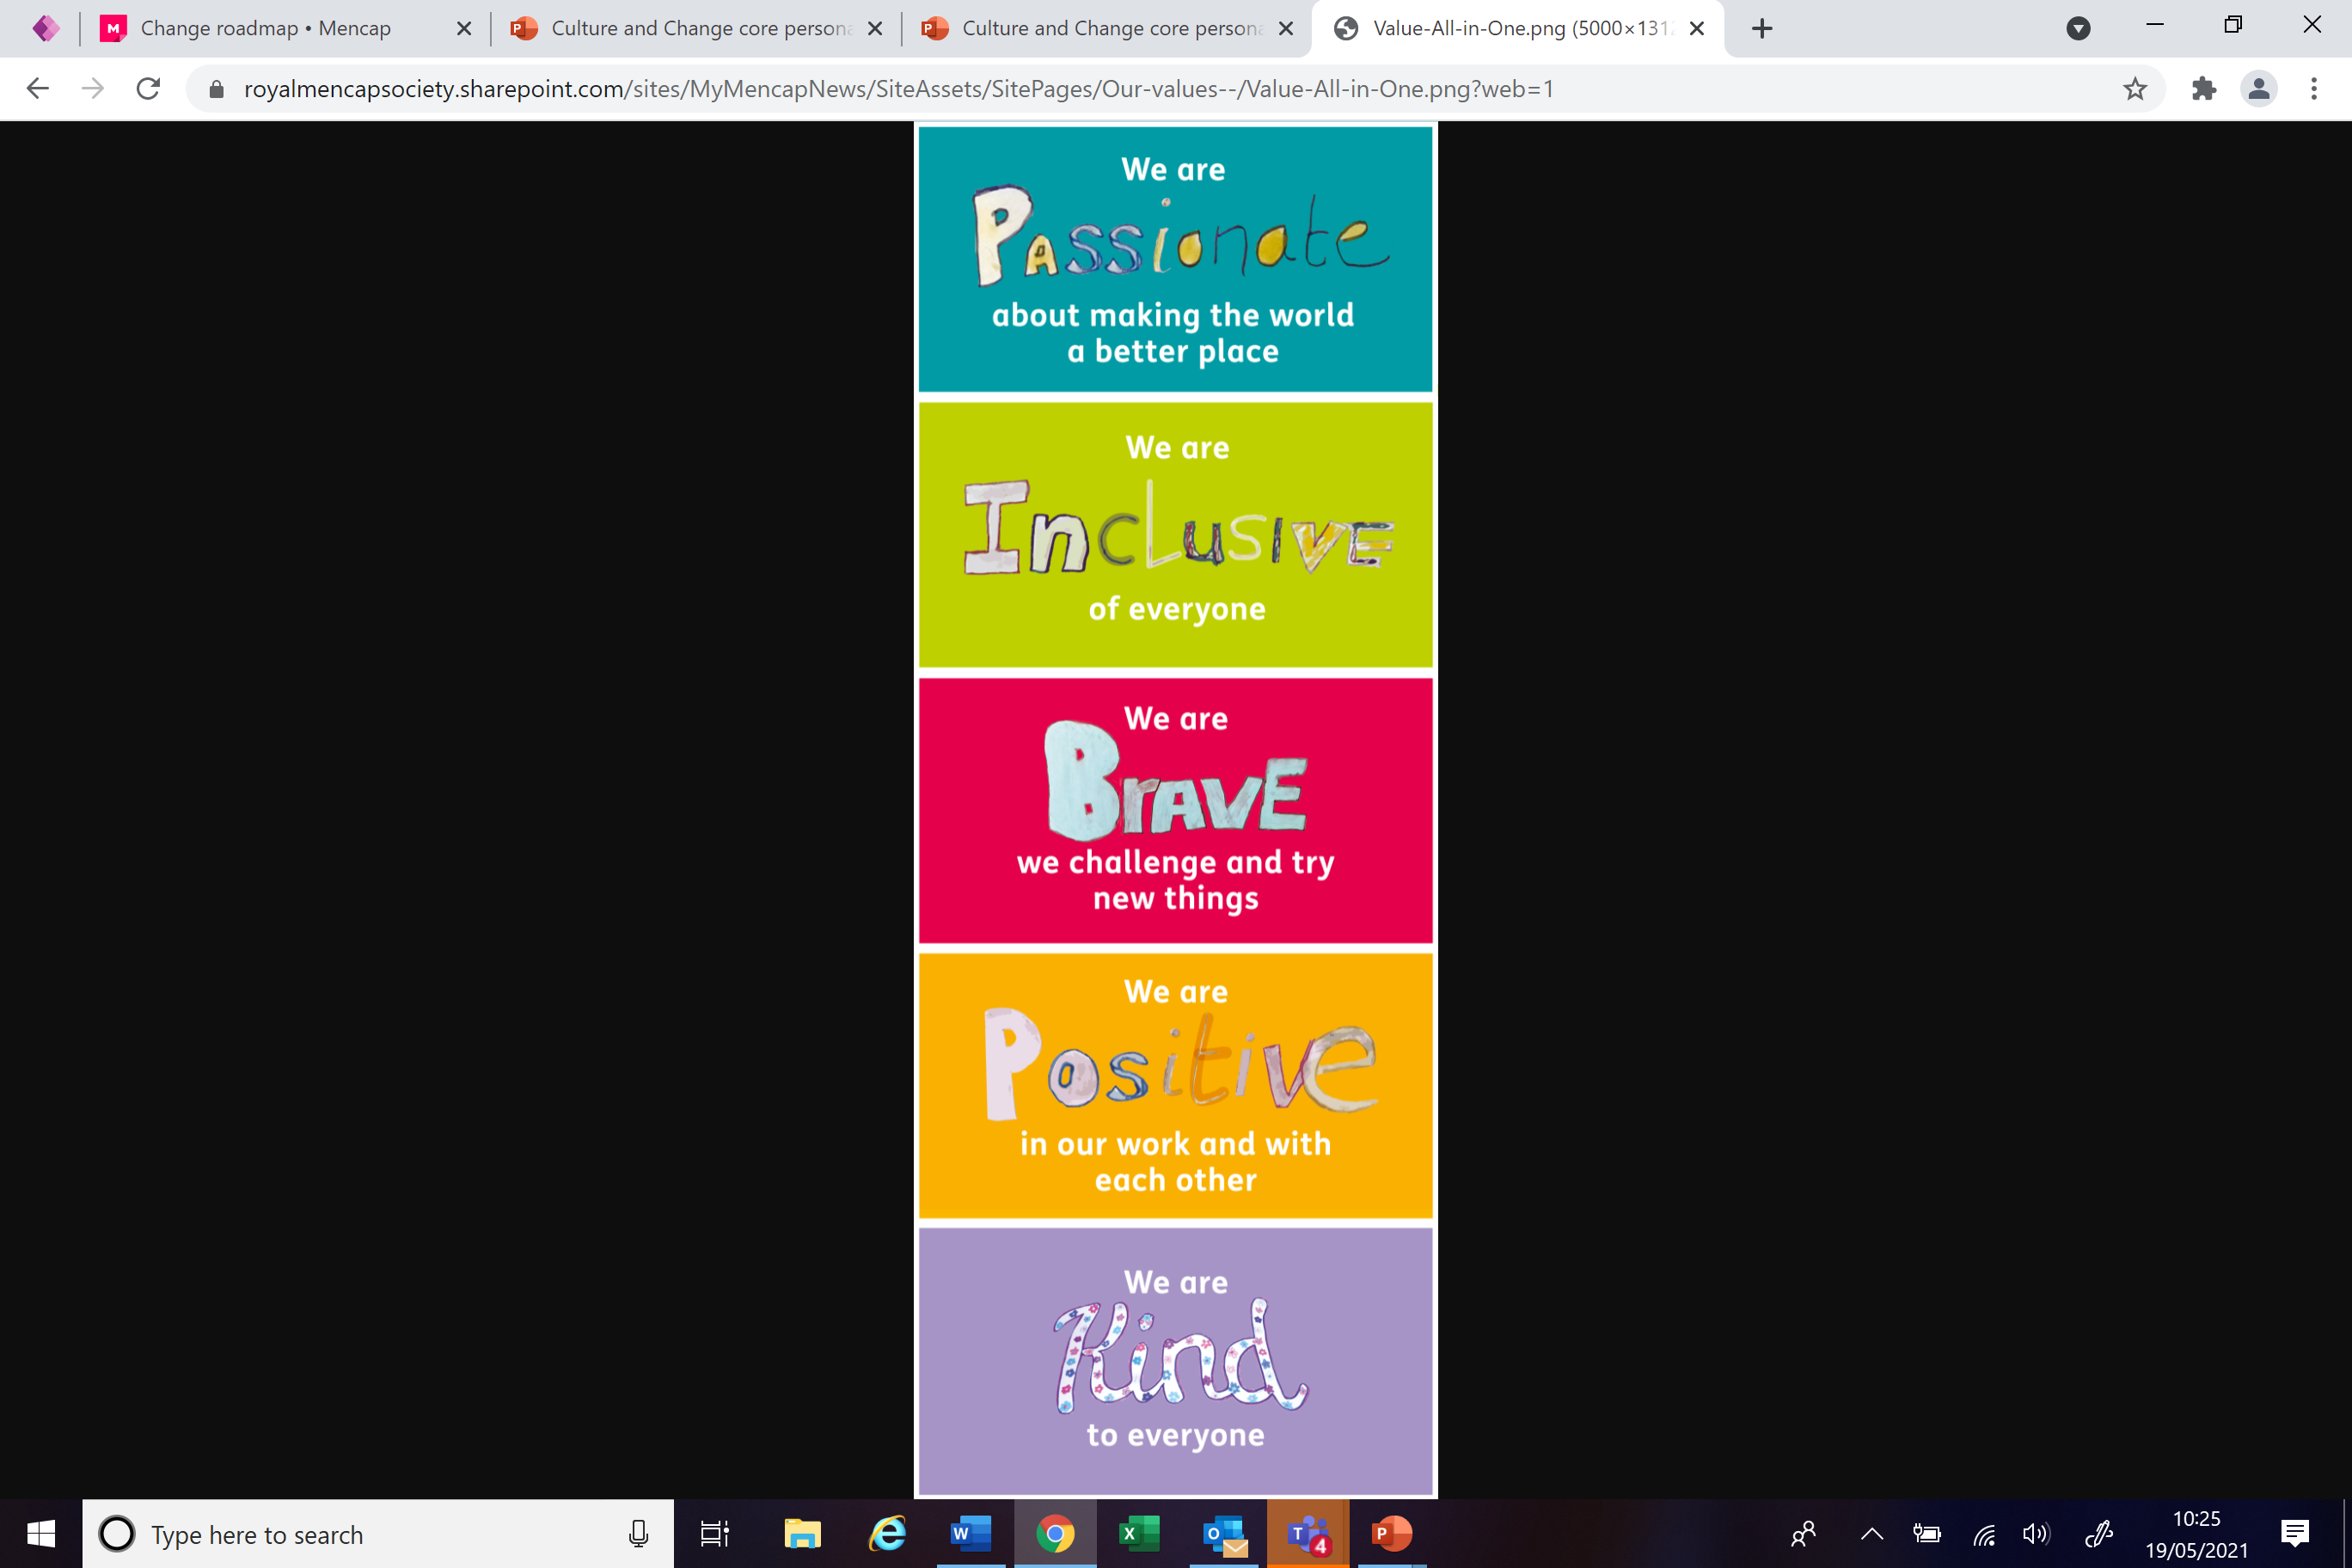 Change roadmap • Mencap
Culture and Change core persona
Culture and Change core persona
Value-All-in-One.png (5000×131
royalmencapsociety.sharepoint.com/sites/MyMencapNews/SiteAssets/SitePages/Our-values--/Value-All-in-One.png?web=1
We are
Passionate
about making the world
a better place
We are
IncLusIVE
of everyone
We are
BrAVE
we challenge and try
new things
We are
Positive
in our work and with
each other
We are
Kind
to everyone
Type here to search
4
10:25
19/05/2021